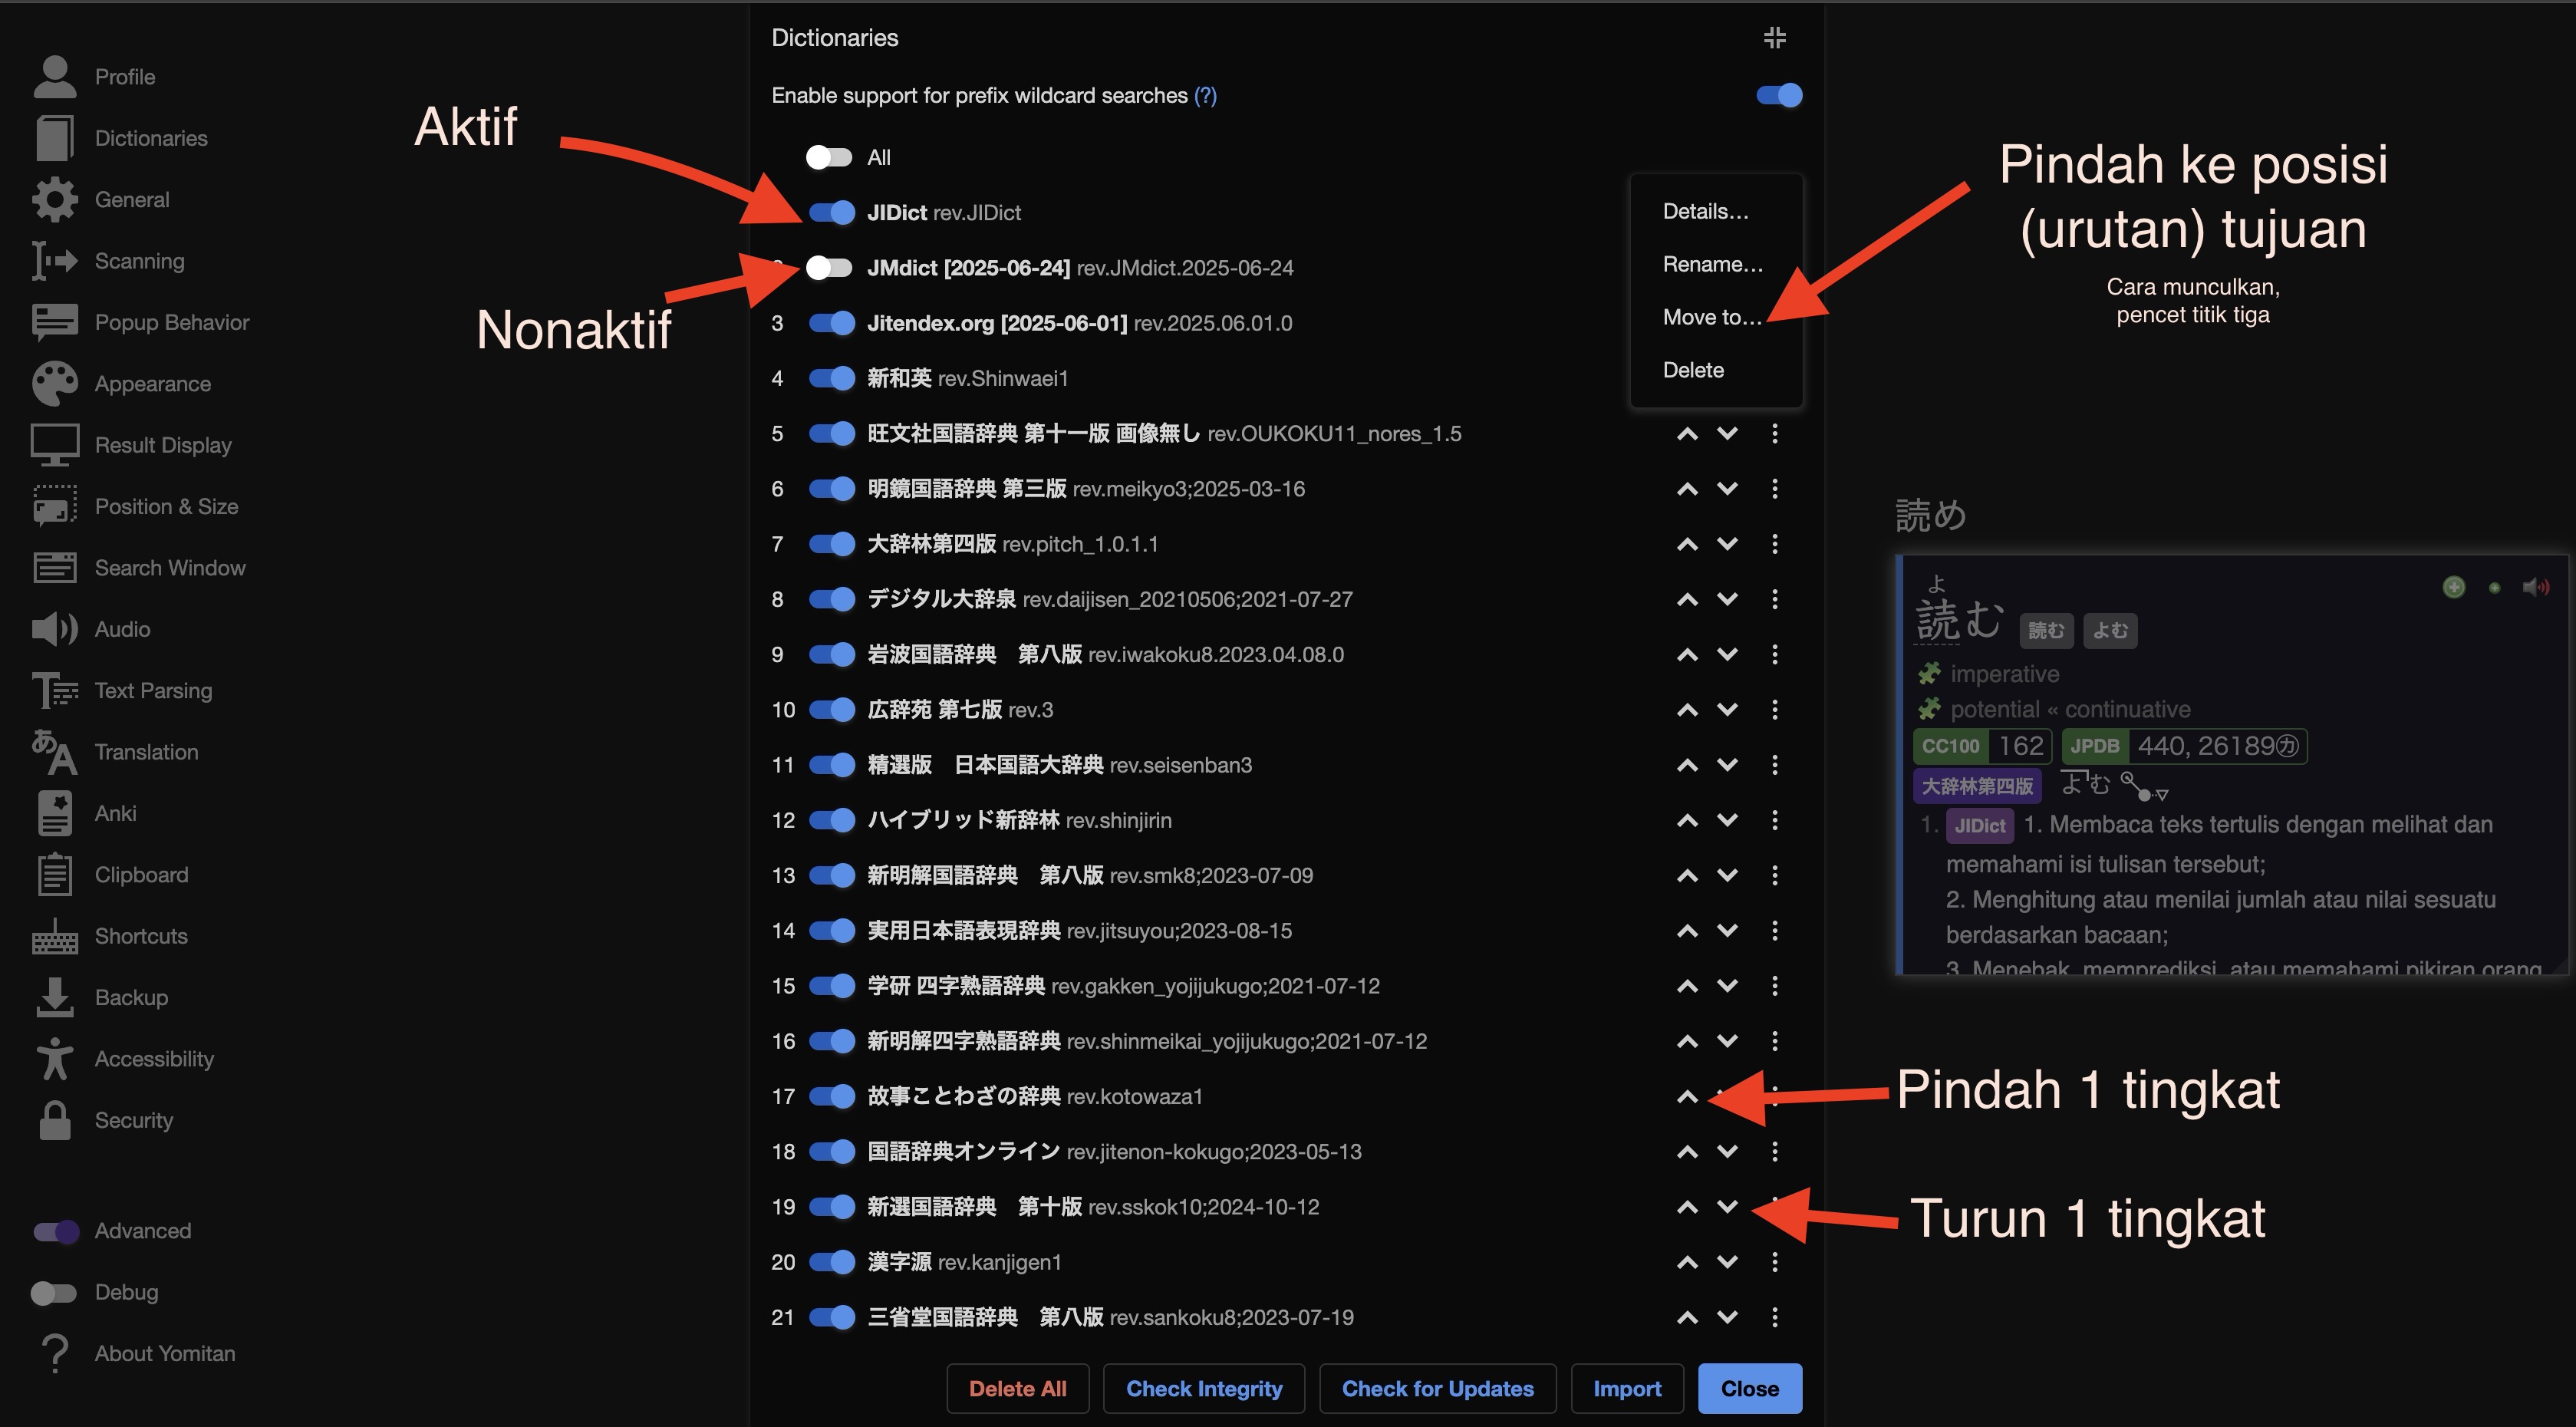 Profile
Dictionaries
General
Scanning
Popup Behavior
Appearance
Result Display
Position & Size
Search Window
Audio
Text Parsing
Translation
Anki
Clipboard
Shortcuts
Backup
Accessibility
Security
Advanced
Debug
About Yomitan
Aktif
Nonaktif
Dictionaries
Enable support for prefix wildcard searches (?)
All
JIDict rev.JIDict
JMdict [2025-06-24] rev.JMdict.2025-06-24
3 Jitendex.org [2025-06-01] rev.2025.06.01.0
4 新和英 rev.Shinwaei1
5 旺文社国語辞典 第十一版 画像無し rev.OUKOKU11_nores_1.5
6 明鏡国語辞典 第三版 rev.meikyo3;2025-03-16
7 大辞林第四版 rev.pitch_1.0.1.1
8 デジタル大辞泉 rev.daijisen_20210506;2021-07-27
9 岩波国語辞典　第八版 rev.iwakoku8.2023.04.08.0
10 広辞苑 第七版 rev.3
11 精選版　日本国語大辞典 rev.seisenban3
12 ハイブリッド新辞林 rev.shinjirin
13 新明解国語辞典　第八版 rev.smk8;2023-07-09
14 実用日本語表現辞典 rev.jitsuyou;2023-08-15
15 学研 四字熟語辞典 rev.gakken_yojijukugo;2021-07-12
16 新明解四字熟語辞典 rev.shinmeikai_yojijukugo;2021-07-12
17 故事ことわざの辞典 rev.kotowaza1
18 国語辞典オンライン rev.jitenon-kokugo;2023-05-13
19 新選国語辞典　第十版 rev.sskok10;2024-10-12
20 漢字源 rev.kanjigen1
21 三省堂国語辞典　第八版 rev.sankoku8;2023-07-19
Delete All
Check Integrity
Check for Updates
Import
Close
Details…
Rename…
Move to…
Delete
Pindah ke posisi
(urutan) tujuan
Cara munculkan,
pencet titik tiga
読め
よ
読む 読む よむ
imperative
potential « continuative
CC100 162 JPDB 440, 26189㋕
大辞林第四版 よむ
1. JIDict 1. Membaca teks tertulis dengan melihat dan
memahami isi tulisan tersebut;
2. Menghitung atau menilai jumlah atau nilai sesuatu
berdasarkan bacaan;
3. Menebak, memprediksi, atau memahami pikiran orang
Pindah 1 tingkat
Turun 1 tingkat